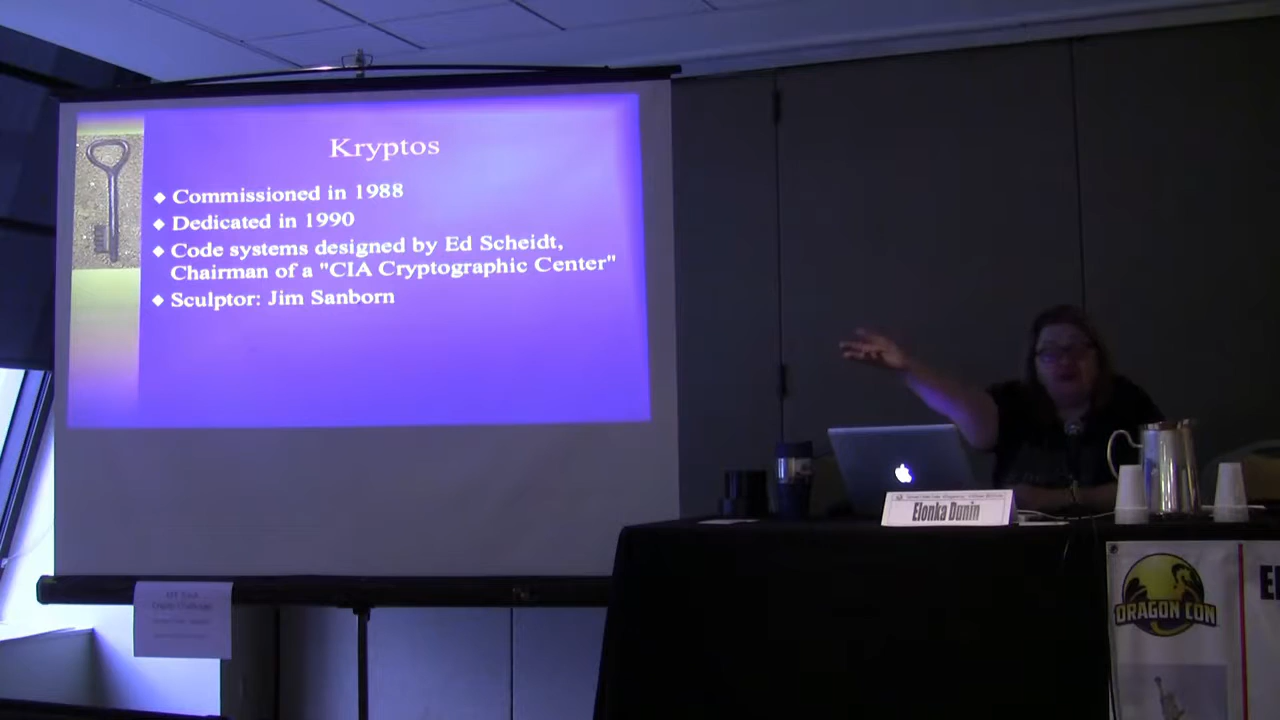 Kryptos
◆ Commissioned in 1988
◆ Dedicated in 1990
◆ Code systems designed by Ed Scheidt,
Chairman of a "CIA Cryptographic Center"
◆ Sculptor: Jim Sanborn
Elonka Dunin
DRAGON CON